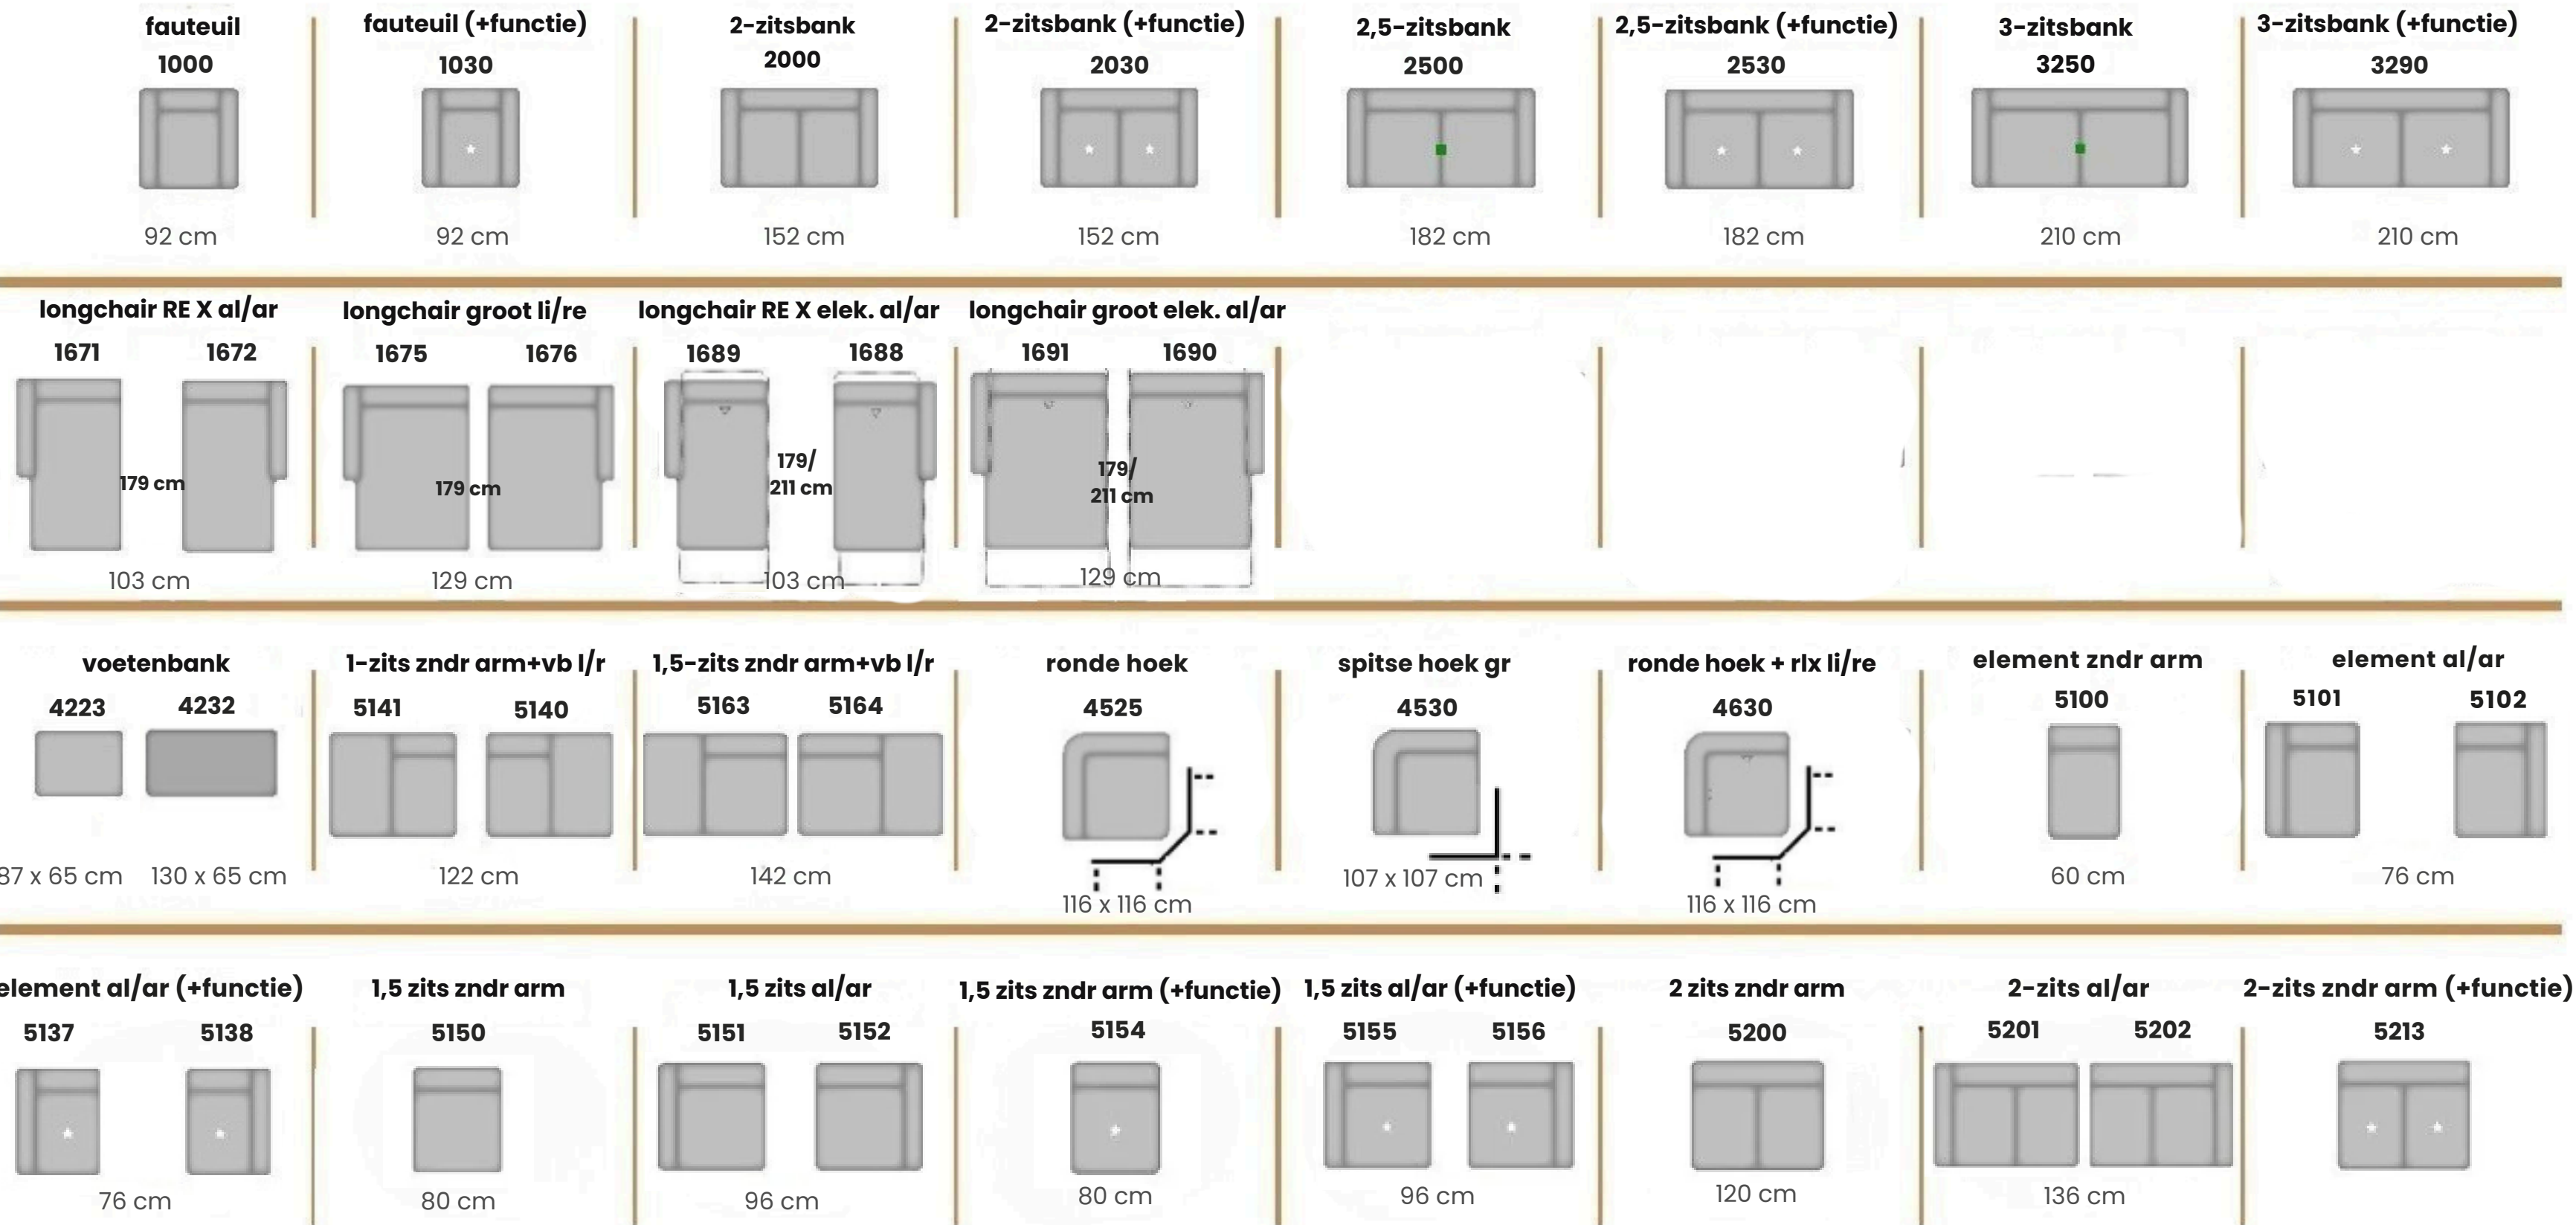 fauteuil
1000
92 cm
fauteuil (+functie)
1030
92 cm
2-zitsbank
2000
152 cm
2-zitsbank (+functie)
2030
152 cm
2,5-zitsbank
2500
182 cm
2,5-zitsbank (+functie)
2530
182 cm
3-zitsbank
3250
210 cm
3-zitsbank (+functie)
3290
210 cm
longchair RE X al/ar
1671 1672
179 cm
103 cm
longchair groot li/re
1675 1676
179 cm
129 cm
longchair RE X elek. al/ar
1689 1688
179/
211 cm
103 cm
longchair groot elek. al/ar
1691 1690
179/
211 cm
129 cm
voetenbank
4223 4232
87 x 65 cm 130 x 65 cm
1-zits zndr arm+vb l/r
5141 5140
122 cm
1,5-zits zndr arm+vb l/r
5163 5164
142 cm
ronde hoek
4525
116 x 116 cm
spitse hoek gr
4530
107 x 107 cm
ronde hoek + rlx li/re
4630
116 x 116 cm
element zndr arm
5100
60 cm
element al/ar
5101 5102
76 cm
element al/ar (+functie)
5137 5138
76 cm
1,5 zits zndr arm
5150
80 cm
1,5 zits al/ar
5151 5152
96 cm
1,5 zits zndr arm (+functie)
5154
80 cm
1,5 zits al/ar (+functie)
5155 5156
96 cm
2 zits zndr arm
5200
120 cm
2-zits al/ar
5201 5202
136 cm
2-zits zndr arm (+functie)
5213